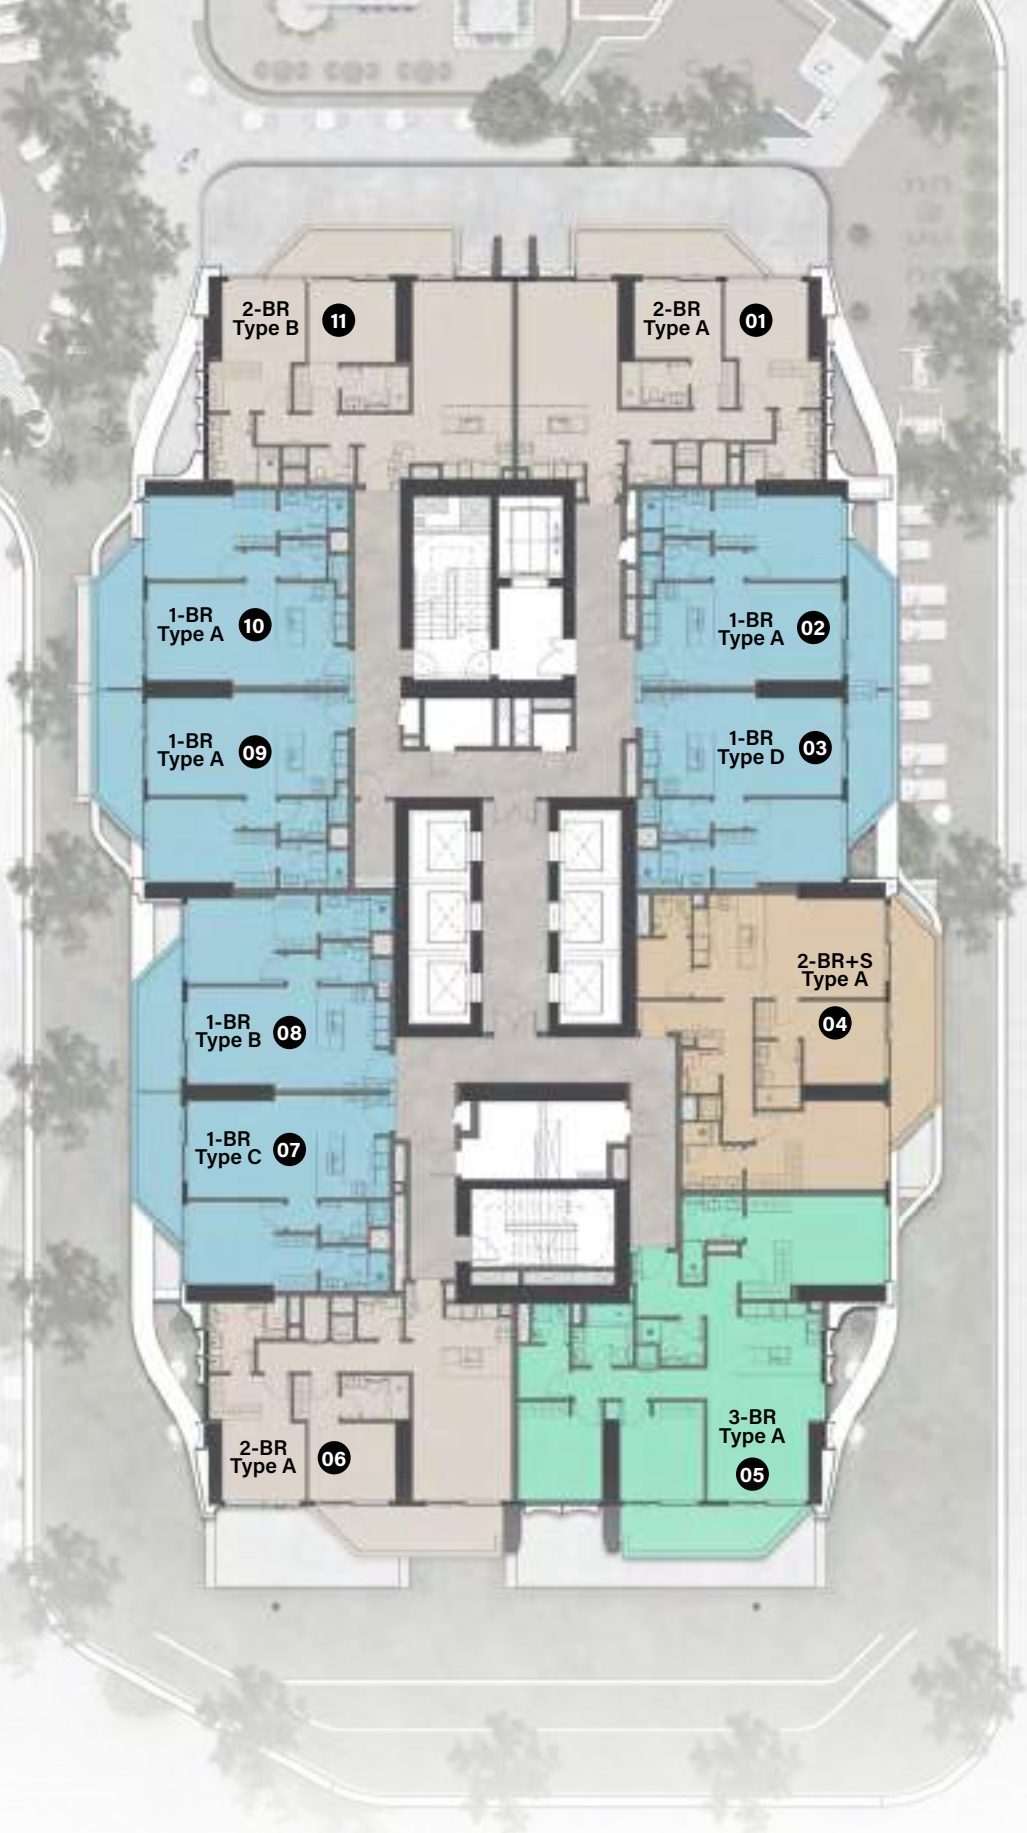 2-BR
Type B
11
2-BR
Type A
01
1-BR
Type A
10
1-BR
Type A
02
1-BR
Type A
09
1-BR
Type D
03
2-BR+S
Type A
04
1-BR
Type B
08
1-BR
Type C
07
3-BR
Type A
05
2-BR
Type A
06